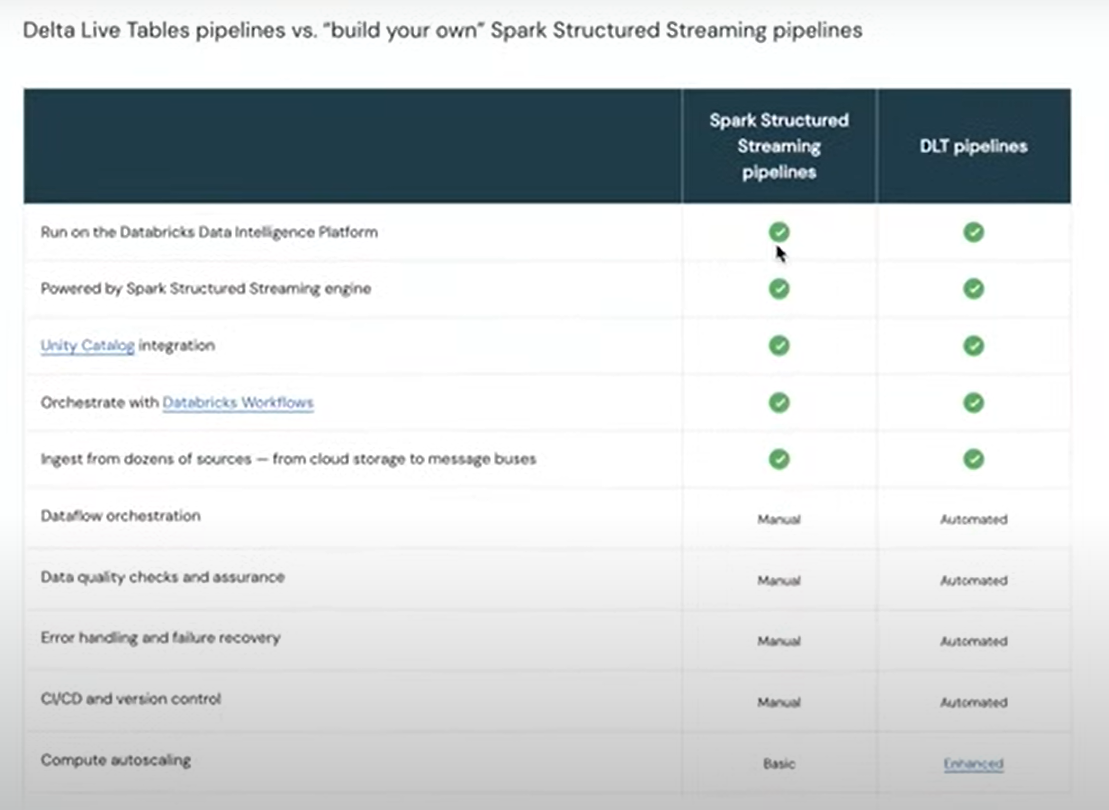 Delta Live Tables pipelines vs. "build your own" Spark Structured Streaming pipelines
Spark Structured
Streaming
pipelines
DLT pipelines
Run on the Databricks Data Intelligence Platform
Powered by Spark Structured Streaming engine
Unity Catalog integration
Orchestrate with Databricks Workflows
Ingest from dozens of sources — from cloud storage to message buses
Dataflow orchestration Manual Automated
Data quality checks and assurance Manual Automated
Error handling and failure recovery Manual Automated
CI/CD and version control Manual Automated
Compute autoscaling Basic Enhanced